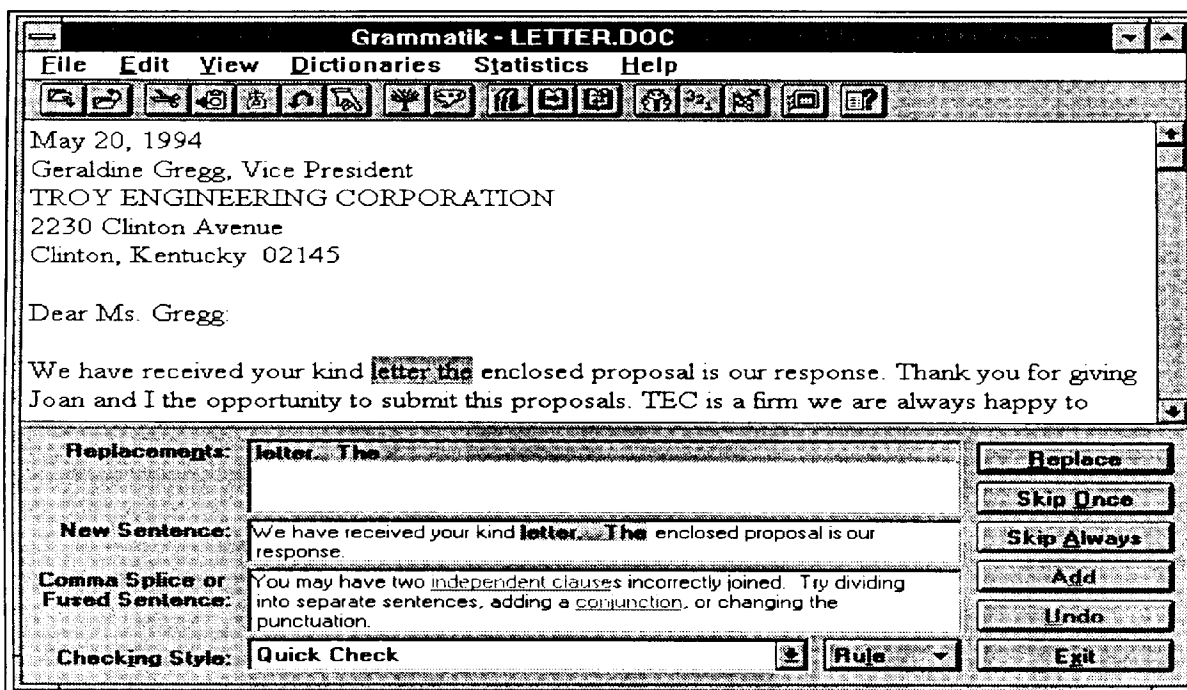 Grammatik - LETTER.DOC
File Edit View Dictionaries Statistics Help
May 20, 1994
Geraldine Gregg, Vice President
TROY ENGINEERING CORPORATION
2230 Clinton Avenue
Clinton, Kentucky 02145
Dear Ms. Gregg:
We have received your kind letter the enclosed proposal is our response. Thank you for giving
Joan and I the opportunity to submit this proposals. TEC is a firm we are always happy to
Replacements: letter. The
Replace
Skip Once
New Sentence: We have received your kind letter. The enclosed proposal is our
response.
Skip Always
Comma Splice or
Fused Sentence:
You may have two independent clauses incorrectly joined. Try dividing
into separate sentences, adding a conjunction, or changing the
punctuation.
Add
Undo
Checking Style: Quick Check
Rule
Exit